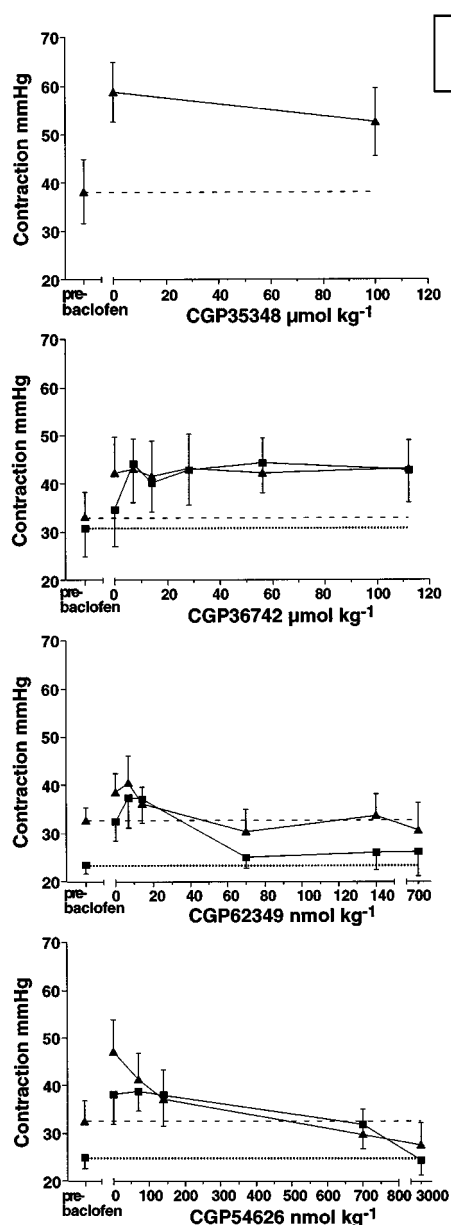 70
60
50
40
30
20
Contraction mmHg
pre-
baclofen
0 20 40 60 80 100 120
CGP35348 µmol kg-1
70
60
50
40
30
20
Contraction mmHg
pre-
baclofen
0 20 40 60 80 100 120
CGP36742 µmol kg-1
70
60
50
40
30
20
Contraction mmHg
pre-
baclofen
0 20 40 60 80 100 120 140 700
CGP62349 nmol kg-1
70
60
50
40
30
20
Contraction mmHg
pre-
baclofen
0 100 200 300 400 500 600 700 800 3000
CGP54626 nmol kg-1